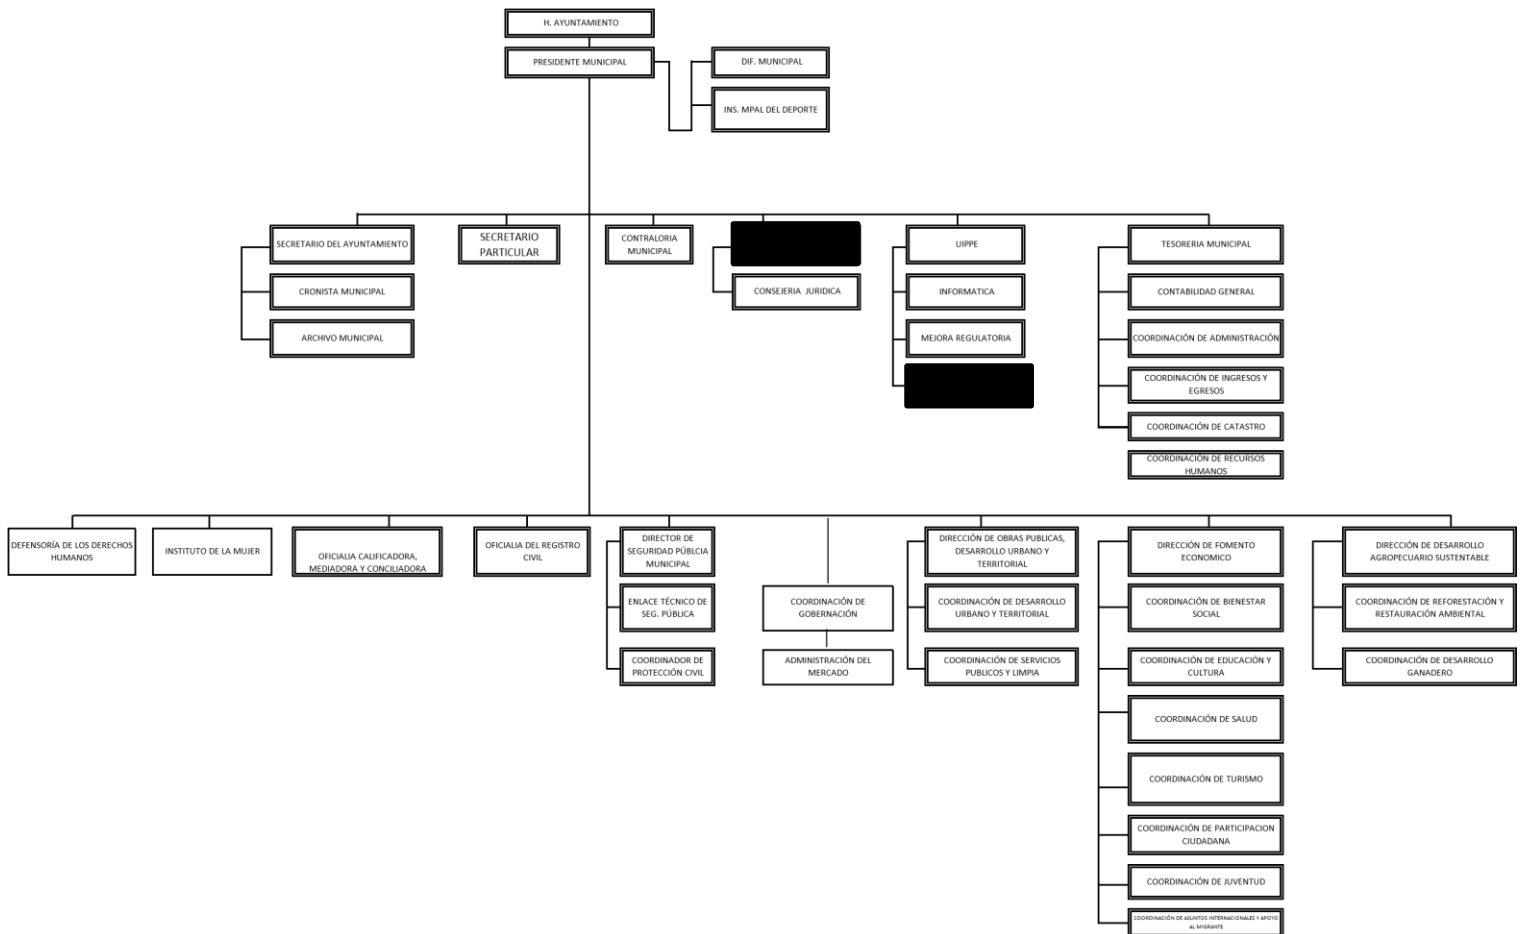 H. AYUNTAMIENTO
PRESIDENTE MUNICIPAL
DIF. MUNICIPAL
INS. MPAL DEL DEPORTE
SECRETARIO DEL AYUNTAMIENTO
CRONISTA MUNICIPAL
ARCHIVO MUNICIPAL
SECRETARIO
PARTICULAR
CONTRALORIA
MUNICIPAL
CONSEJERIA JURIDICA
UIPPE
INFORMATICA
MEJORA REGULATORIA
TESORERIA MUNICIPAL
CONTABILIDAD GENERAL
COORDINACIÓN DE ADMINISTRACIÓN
COORDINACIÓN DE INGRESOS Y
EGRESOS
COORDINACIÓN DE CATASTRO
COORDINACIÓN DE RECURSOS
HUMANOS
DEFENSORÍA DE LOS DERECHOS
HUMANOS
INSTITUTO DE LA MUJER
OFICIALIA CALIFICADORA,
MEDIADORA Y CONCILIADORA
OFICIALIA DEL REGISTRO
CIVIL
DIRECTOR DE
SEGURIDAD PÚBLCIA
MUNICIPAL
ENLACE TÉCNICO DE
SEG. PÚBLICA
COORDINADOR DE
PROTECCIÓN CIVIL
COORDINACIÓN DE
GOBERNACIÓN
ADMINISTRACIÓN DEL
MERCADO
DIRECCIÓN DE OBRAS PUBLICAS,
DESARROLLO URBANO Y
TERRITORIAL
COORDINACIÓN DE DESARROLLO
URBANO Y TERRITORIAL
COORDINACIÓN DE SERVICIOS
PUBLICOS Y LIMPIA
DIRECCIÓN DE FOMENTO
ECONOMICO
COORDINACIÓN DE BIENESTAR
SOCIAL
COORDINACIÓN DE EDUCACIÓN Y
CULTURA
COORDINACIÓN DE SALUD
COORDINACIÓN DE TURISMO
COORDINACIÓN DE PARTICIPACION
CIUDADANA
COORDINACIÓN DE JUVENTUD
COORDINACIÓN DE ASUNTOS INTERNACIONALES Y APOYO
AL MIGRANTE
DIRECCIÓN DE DESARROLLO
AGROPECUARIO SUSTENTABLE
COORDINACIÓN DE REFORESTACIÓN Y
RESTAURACIÓN AMBIENTAL
COORDINACIÓN DE DESARROLLO
GANADERO